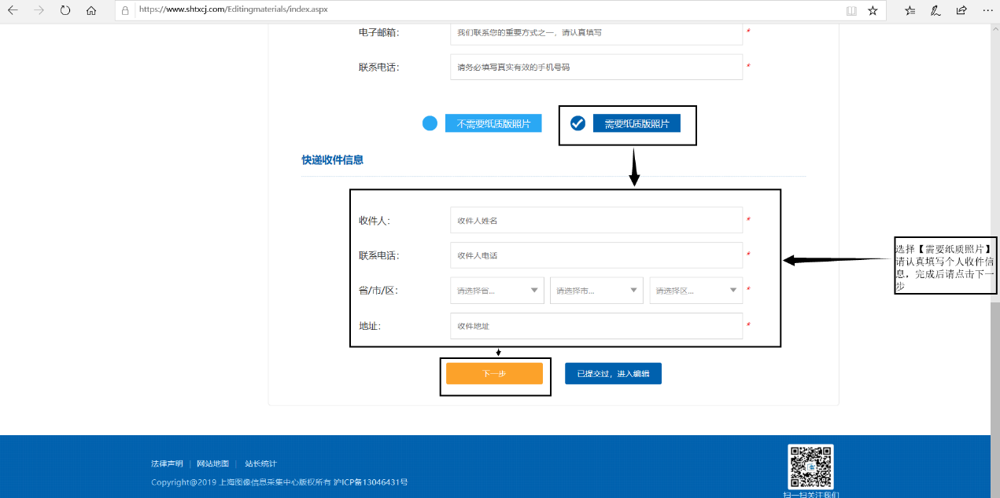 https://www.shtxcj.com/Editingmaterials/index.aspx
电子邮箱： 我们联系您的重要方式之一，请认真填写 *
联系电话： 请务必填写真实有效的手机号码 *
不需要纸质版照片 需要纸质版照片
快递收件信息
收件人： 收件人姓名 *
联系电话： 收件人电话 *
省/市/区： 请选择省... 请选择市... 请选择区... *
地址： 收件地址 *
选择【需要纸质照片】
请认真填写个人收件信
息，完成后请点击下一
步
下一步 已提交过，进入编辑
法律声明 | 网站地图 | 站长统计
Copyright@2019 上海图像信息采集中心版权所有 沪ICP备13046431号
扫一扫关注我们